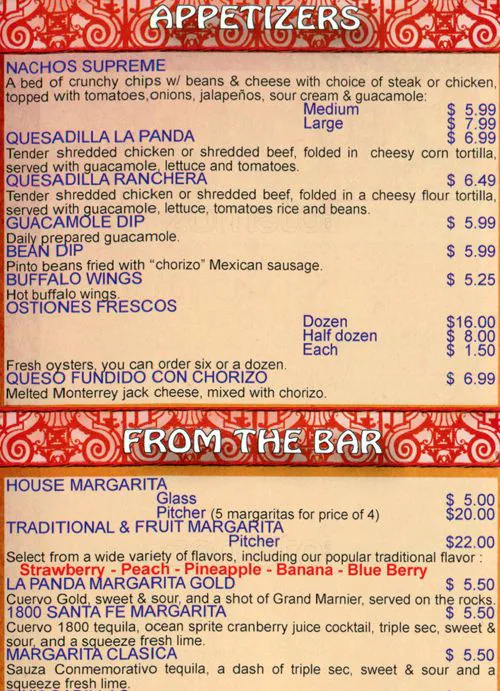 APPETIZERS
NACHOS SUPREME
A bed of crunchy chips w/ beans & cheese with choice of steak or chicken,
topped with tomatoes,onions, jalapeños, sour cream & guacamole:
Medium $ 5.99
Large $ 7.99
QUESADILLA LA PANDA $ 6.99
Tender shredded chicken or shredded beef, folded in cheesy corn tortilla,
served with guacamole, lettuce and tomatoes.
QUESADILLA RANCHERA $ 6.49
Tender shredded chicken or shredded beef, folded in a cheesy flour tortilla,
served with guacamole, lettuce, tomatoes rice and beans.
GUACAMOLE DIP $ 5.99
Daily prepared guacamole.
BEAN DIP $ 5.99
Pinto beans fried with “chorizo” Mexican sausage.
BUFFALO WINGS $ 5.25
Hot buffalo wings.
OSTIONES FRESCOS
Dozen $16.00
Half dozen $ 8.00
Each $ 1.50
Fresh oysters, you can order six or a dozen.
QUESO FUNDIDO CON CHORIZO $ 6.99
Melted Monterrey jack cheese, mixed with chorizo.
FROM THE BAR
HOUSE MARGARITA
Glass $ 5.00
Pitcher (5 margaritas for price of 4) $20.00
TRADITIONAL & FRUIT MARGARITA
Pitcher $22.00
Select from a wide variety of flavors, including our popular traditional flavor :
Strawberry - Peach - Pineapple - Banana - Blue Berry
LA PANDA MARGARITA GOLD $ 5.50
Cuervo Gold, sweet & sour, and a shot of Grand Marnier, served on the rocks.
1800 SANTA FE MARGARITA $ 5.50
Cuervo 1800 tequila, ocean sprite cranberry juice cocktail, triple sec, sweet &
sour, and a squeeze fresh lime.
MARGARITA CLASICA $ 5.50
Sauza Conmemorativo tequila, a dash of triple sec, sweet & sour and a
squeeze fresh lime.